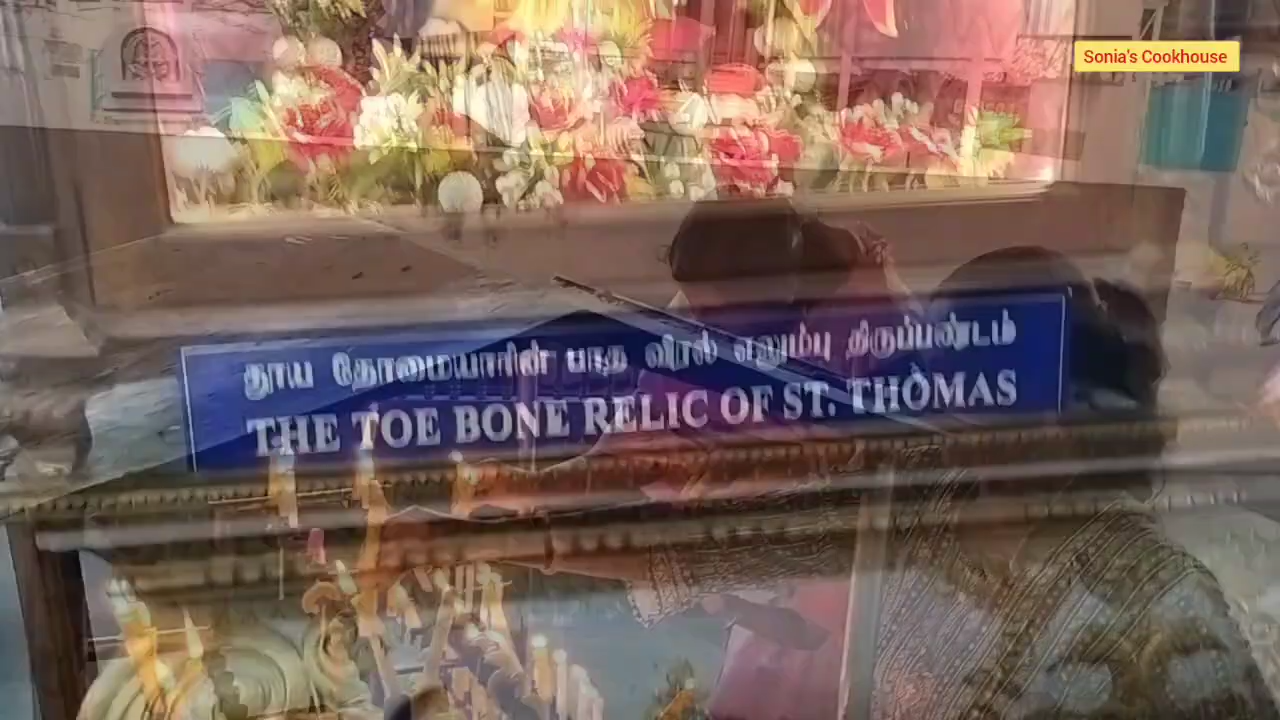 Sonia's Cookhouse
தூய தோமையாரின் பாத விரல் எலும்பு திருப்பண்டம்
THE TOE BONE RELIC OF ST. THOMAS